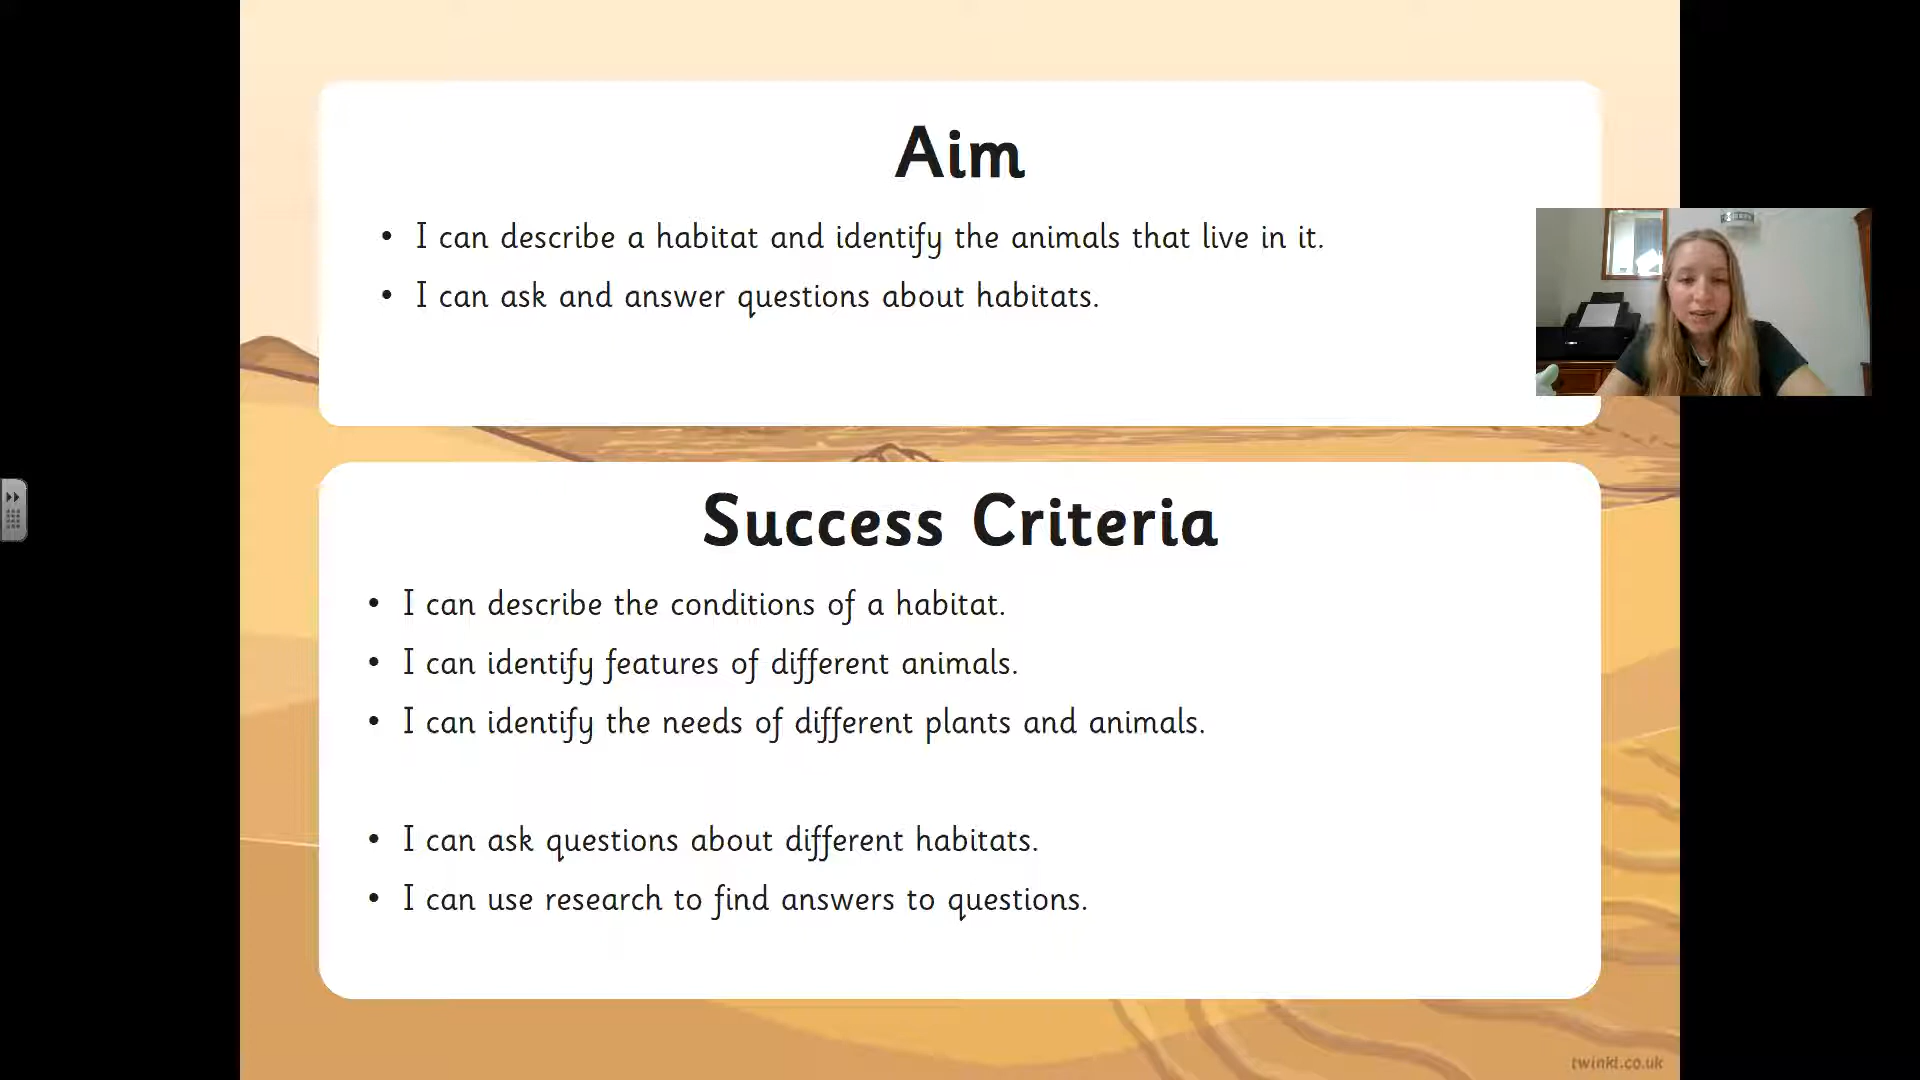 Aim
• I can describe a habitat and identify the animals that live in it.
• I can ask and answer questions about habitats.
Success Criteria
• I can describe the conditions of a habitat.
• I can identify features of different animals.
• I can identify the needs of different plants and animals.
• I can ask questions about different habitats.
• I can use research to find answers to questions.
twinkl.co.uk